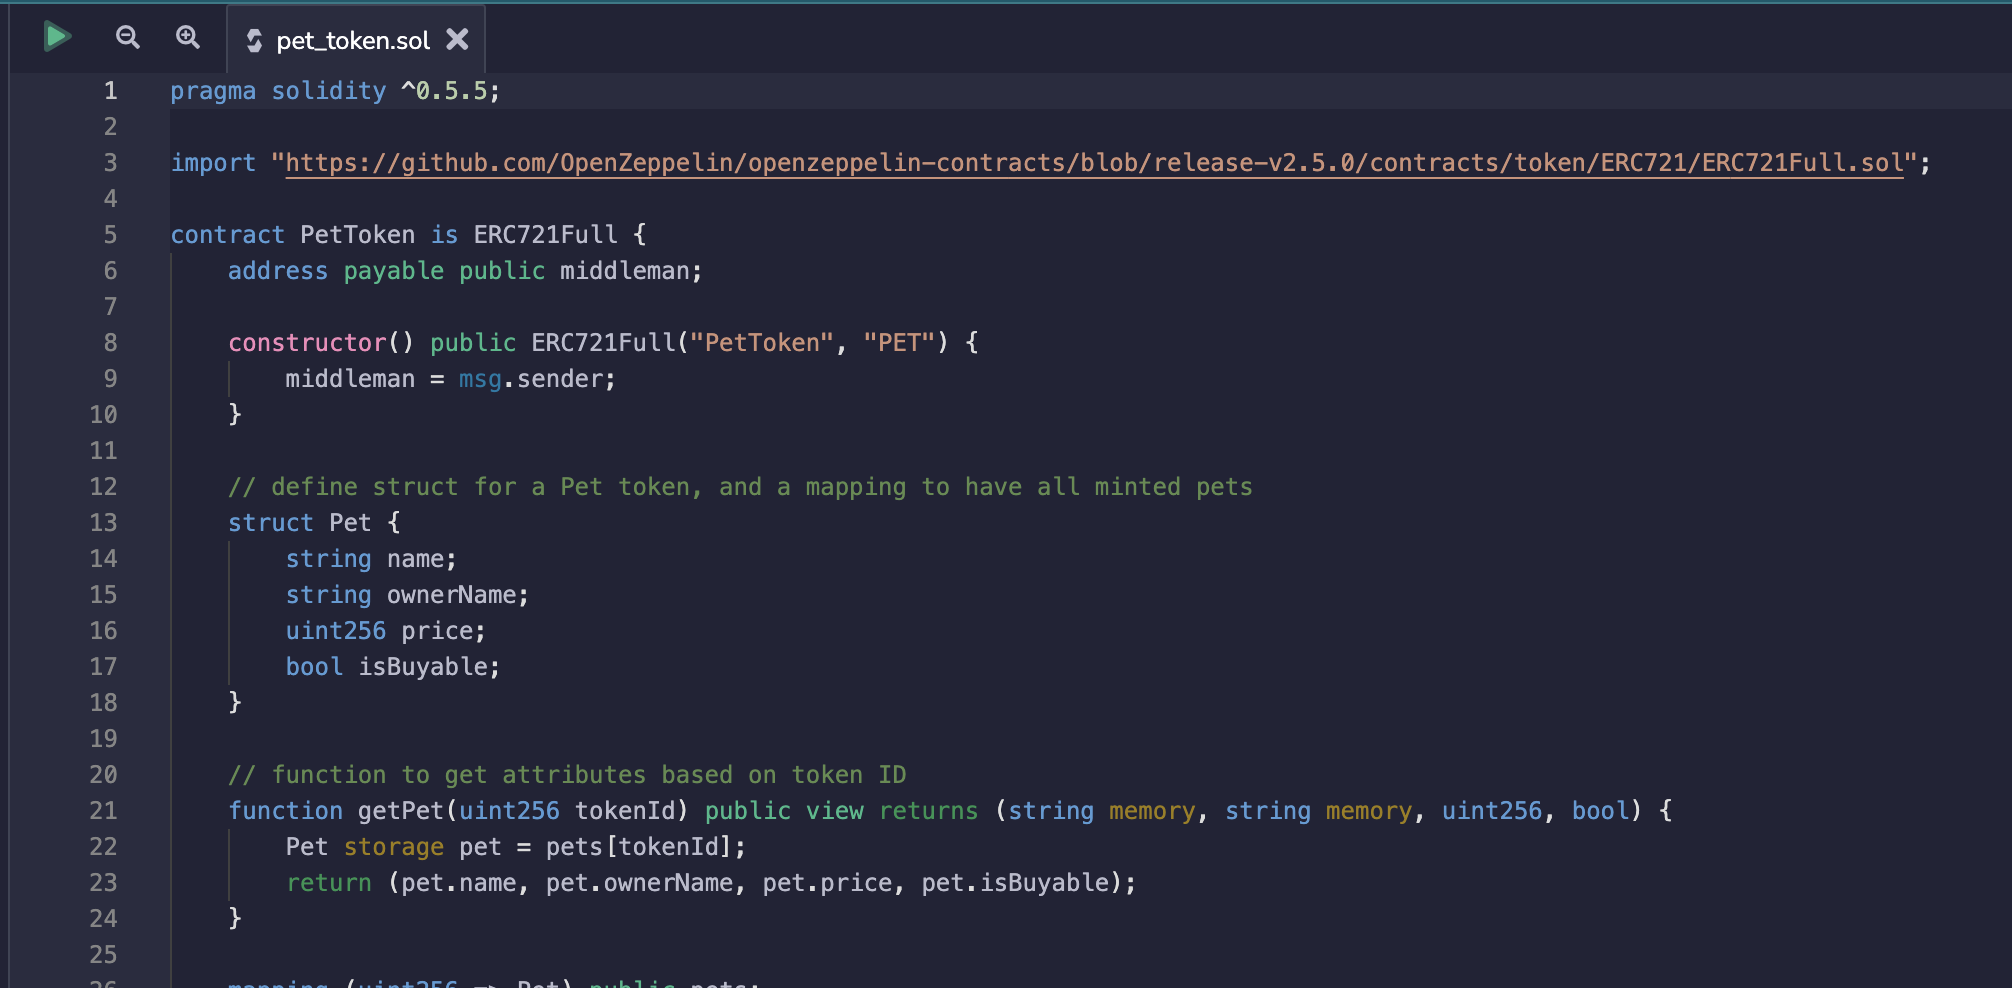 pet_token.sol
1 pragma solidity ^0.5.5;
2
3 import "https://github.com/OpenZeppelin/openzeppelin-contracts/blob/release-v2.5.0/contracts/token/ERC721/ERC721Full.sol";
4
5 contract PetToken is ERC721Full {
6     address payable public middleman;
7
8     constructor() public ERC721Full("PetToken", "PET") {
9         middleman = msg.sender;
10     }
11
12     // define struct for a Pet token, and a mapping to have all minted pets
13     struct Pet {
14         string name;
15         string ownerName;
16         uint256 price;
17         bool isBuyable;
18     }
19
20     // function to get attributes based on token ID
21     function getPet(uint256 tokenId) public view returns (string memory, string memory, uint256, bool) {
22         Pet storage pet = pets[tokenId];
23         return (pet.name, pet.ownerName, pet.price, pet.isBuyable);
24     }
25
26     mapping (uint256 => Pet) public pets;